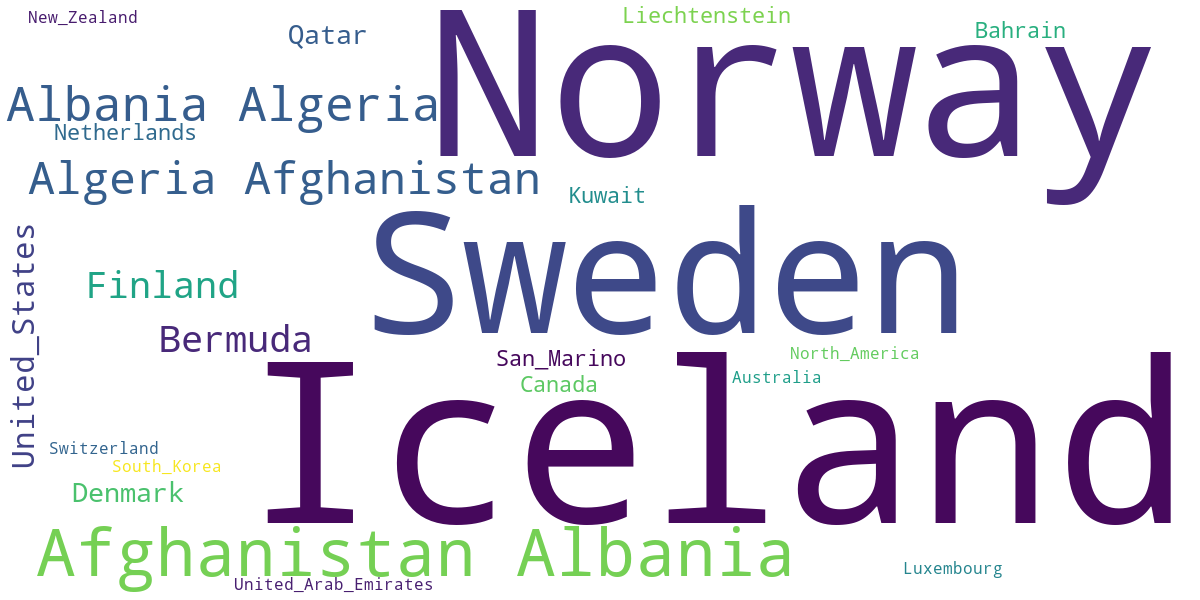 New_Zealand
Liechtenstein
Norway
Qatar
Bahrain
Albania Algeria
Netherlands
Algeria Afghanistan
Kuwait
United_States
Sweden
Finland
Bermuda
San_Marino
North_America
Canada
Australia
Iceland
Switzerland
South_Korea
Denmark
Afghanistan Albania
Luxembourg
United_Arab_Emirates